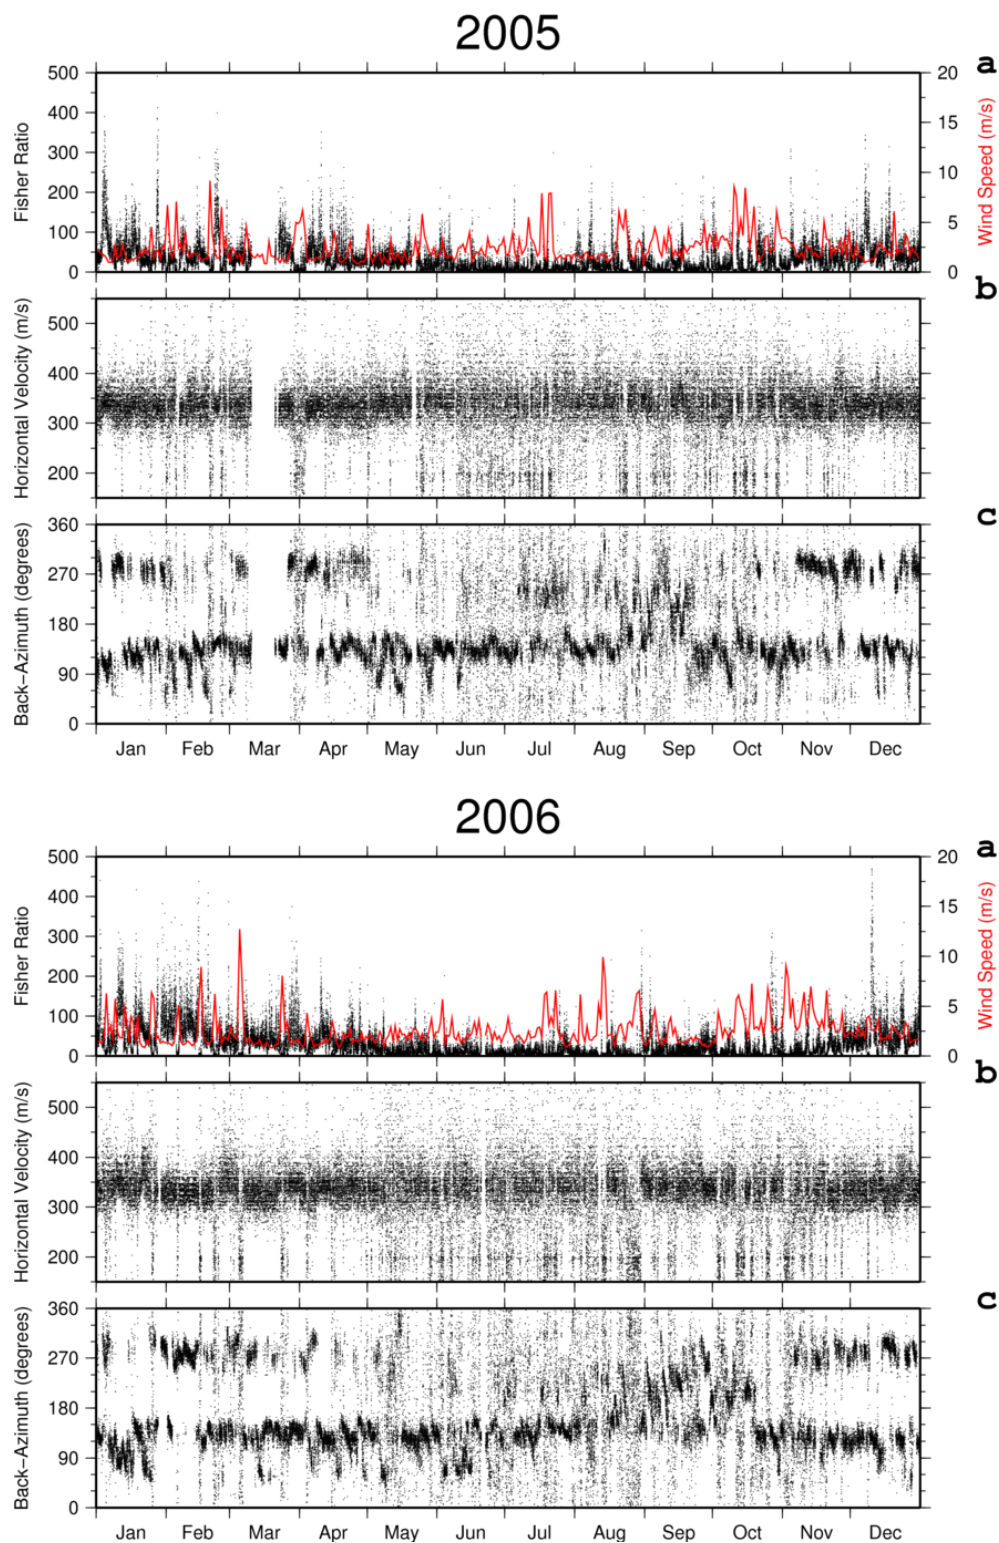 2005
a
500
400
300
200
100
0
Fisher Ratio
20
15
10
5
0
Wind Speed (m/s)
b
500
400
300
200
Horizontal Velocity (m/s)
c
360
270
180
90
0
Back-Azimuth (degrees)
Jan Feb Mar Apr May Jun Jul Aug Sep Oct Nov Dec
2006
a
500
400
300
200
100
0
Fisher Ratio
20
15
10
5
0
Wind Speed (m/s)
b
500
400
300
200
Horizontal Velocity (m/s)
c
360
270
180
90
0
Back-Azimuth (degrees)
Jan Feb Mar Apr May Jun Jul Aug Sep Oct Nov Dec